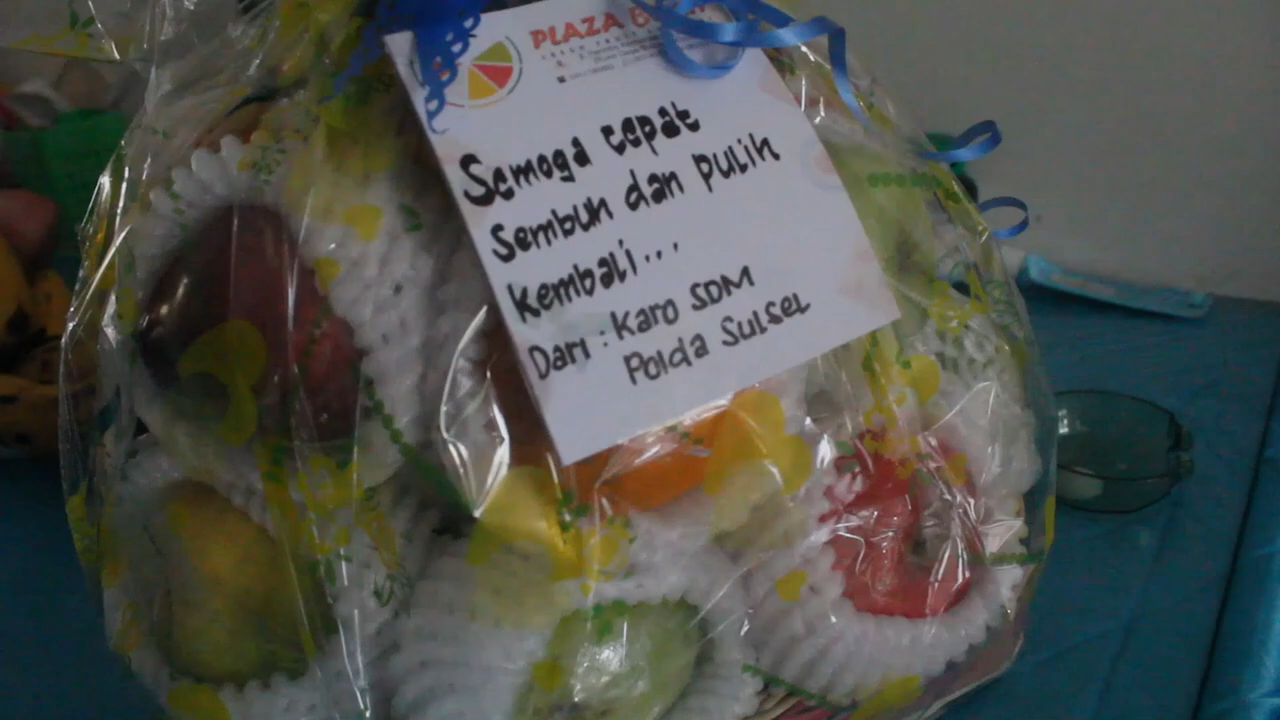 PLAZA
Semoga cepat
Sembuh dan pulih
kembali...
Dari : Karo SDM
Polda Sulsel